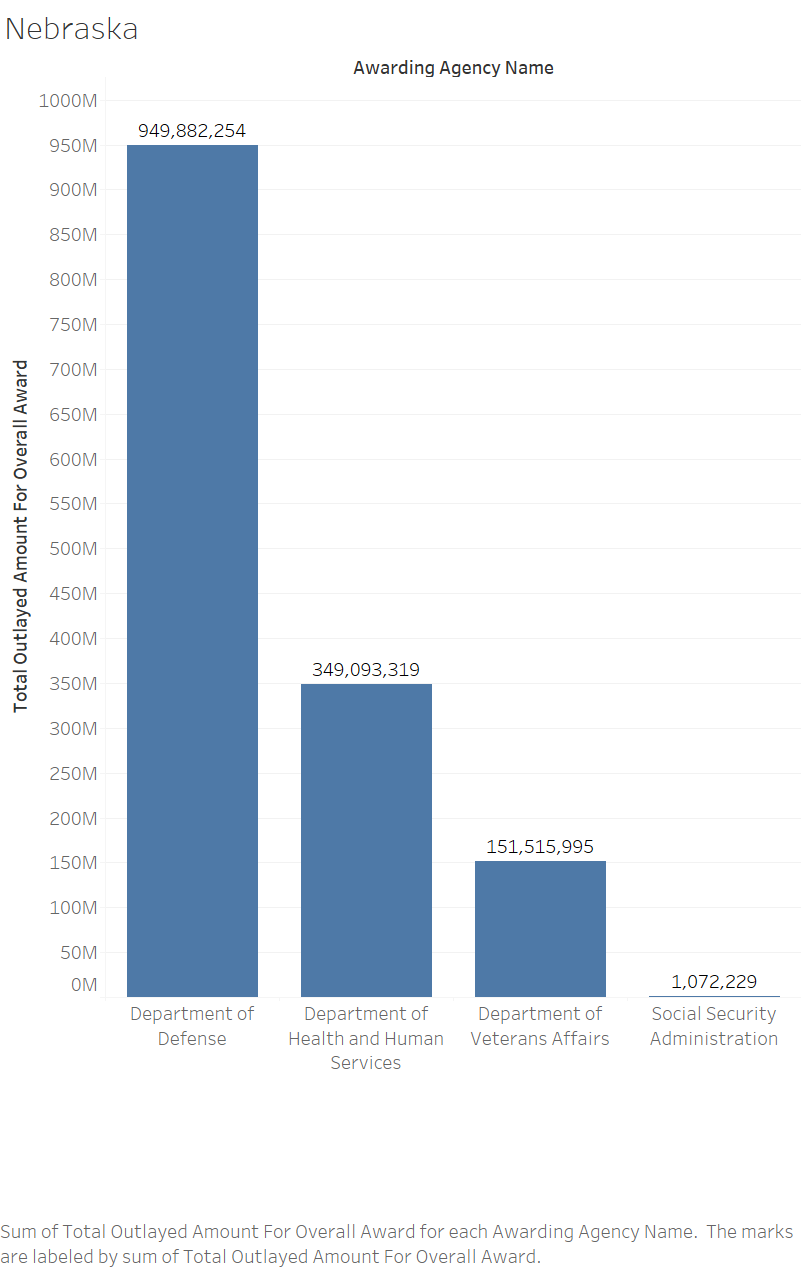 Nebraska
Awarding Agency Name
Total Outlayed Amount For Overall Award
1000M
950M
900M
850M
800M
750M
700M
650M
600M
550M
500M
450M
400M
350M
300M
250M
200M
150M
100M
50M
0M
949,882,254
349,093,319
151,515,995
1,072,229
Department of
Defense
Department of
Health and Human
Services
Department of
Veterans Affairs
Social Security
Administration
Sum of Total Outlayed Amount For Overall Award for each Awarding Agency Name.  The marks
are labeled by sum of Total Outlayed Amount For Overall Award.